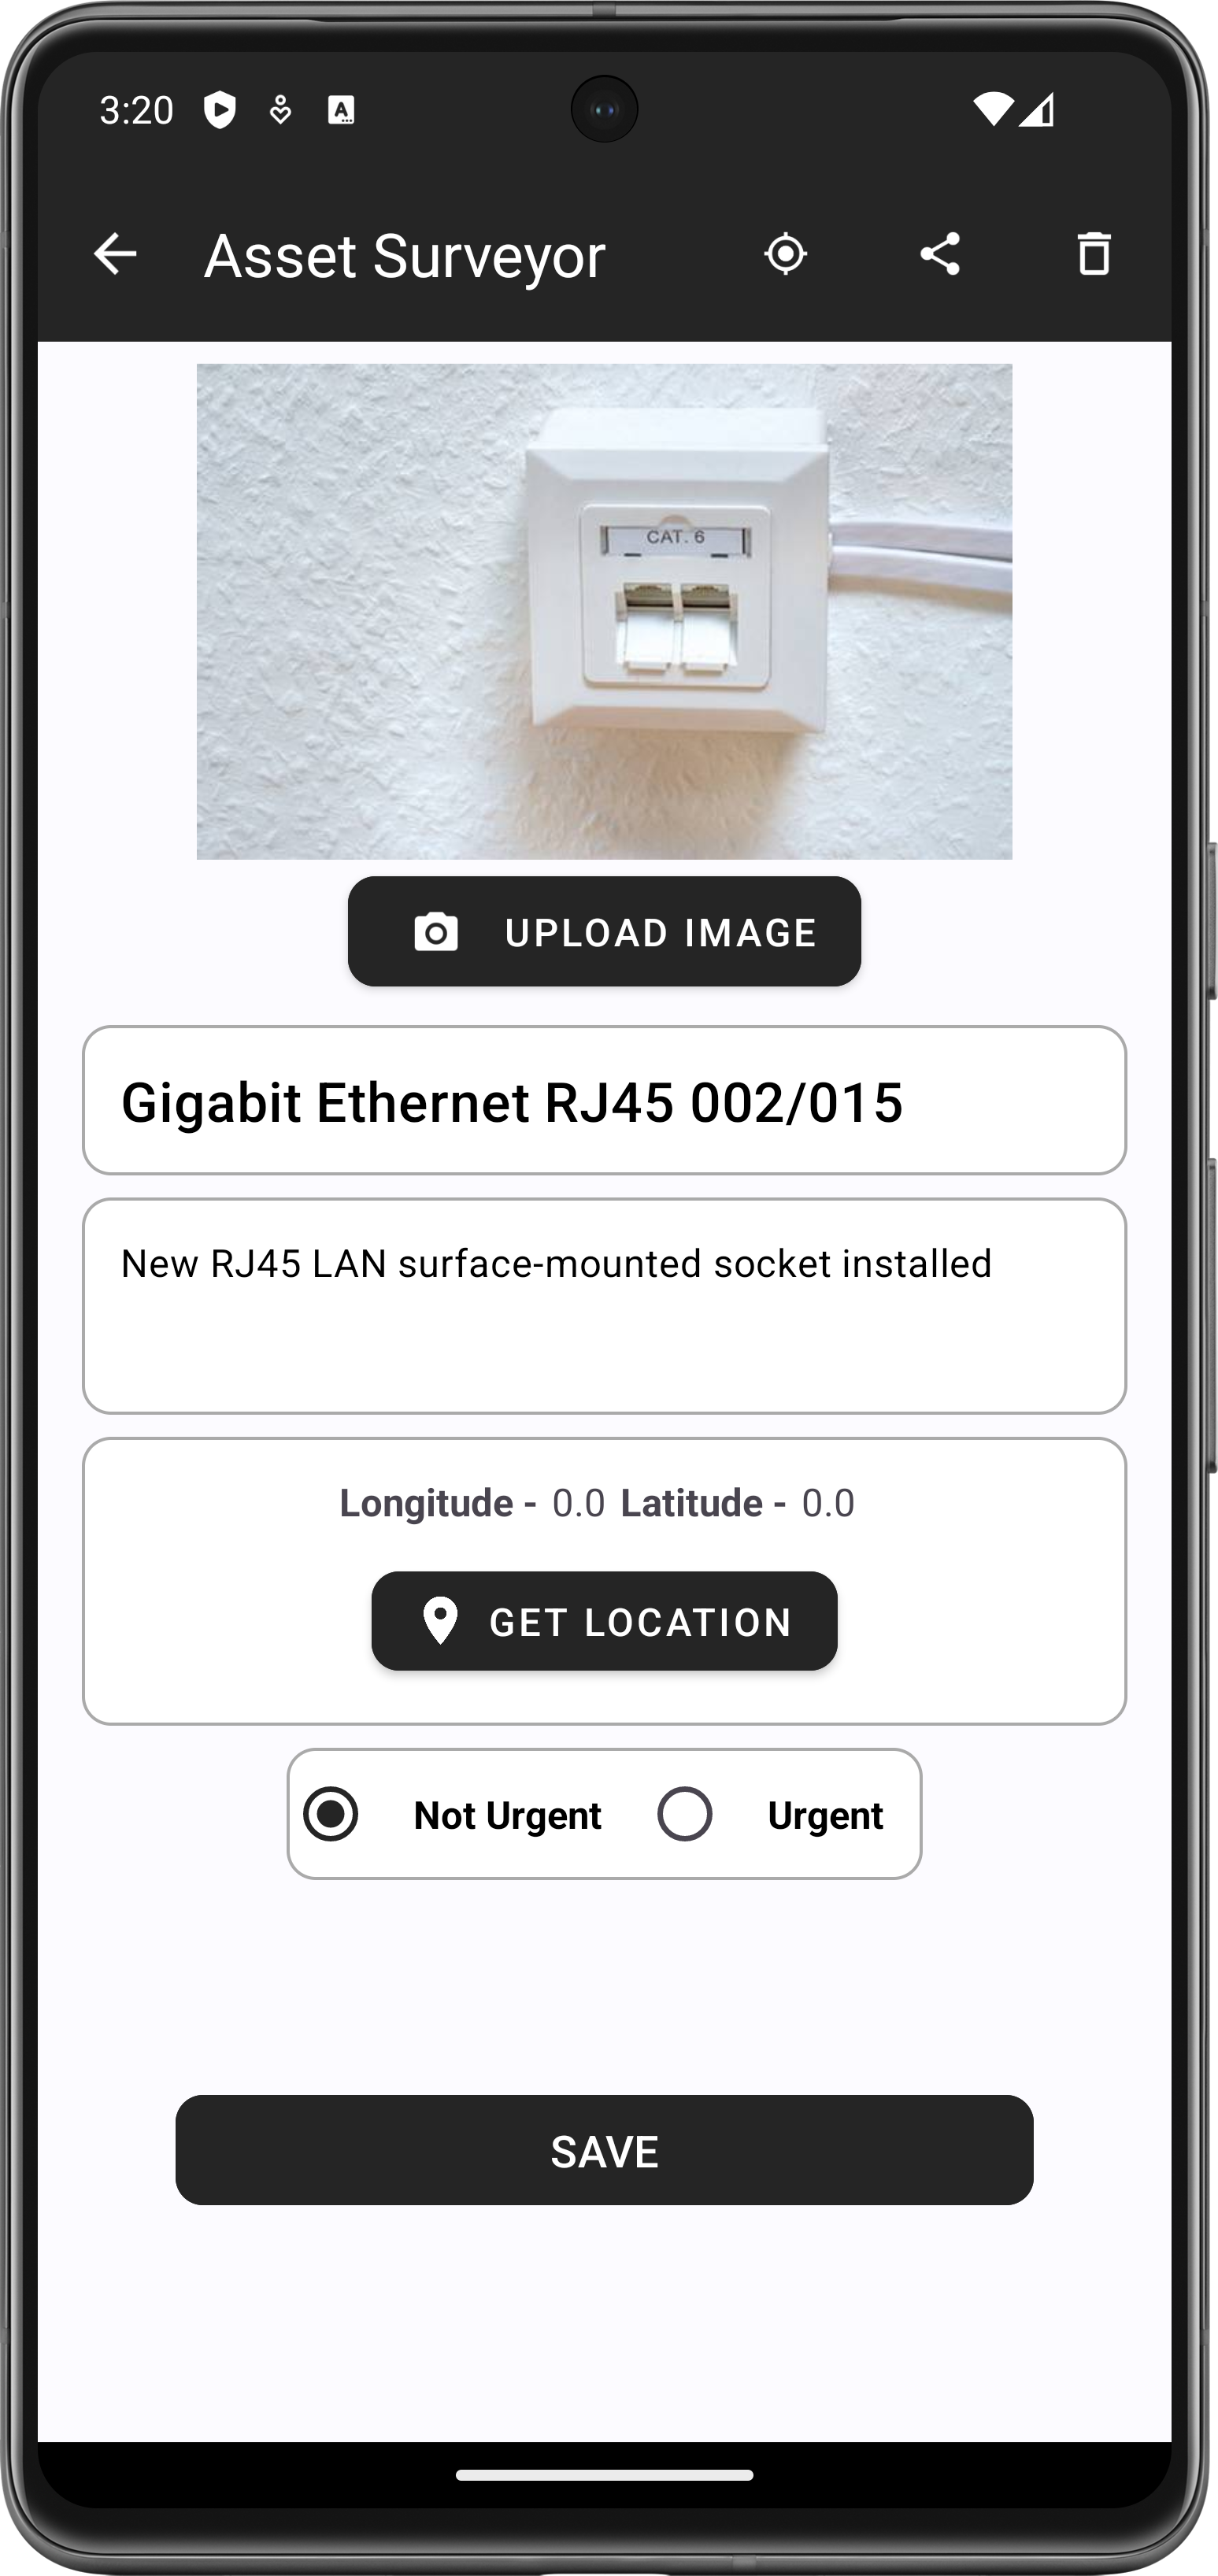 3:20
Asset Surveyor
CAT. 6
UPLOAD IMAGE
Gigabit Ethernet RJ45 002/015
New RJ45 LAN surface-mounted socket installed
Longitude - 0.0 Latitude - 0.0
GET LOCATION
Not Urgent Urgent
SAVE